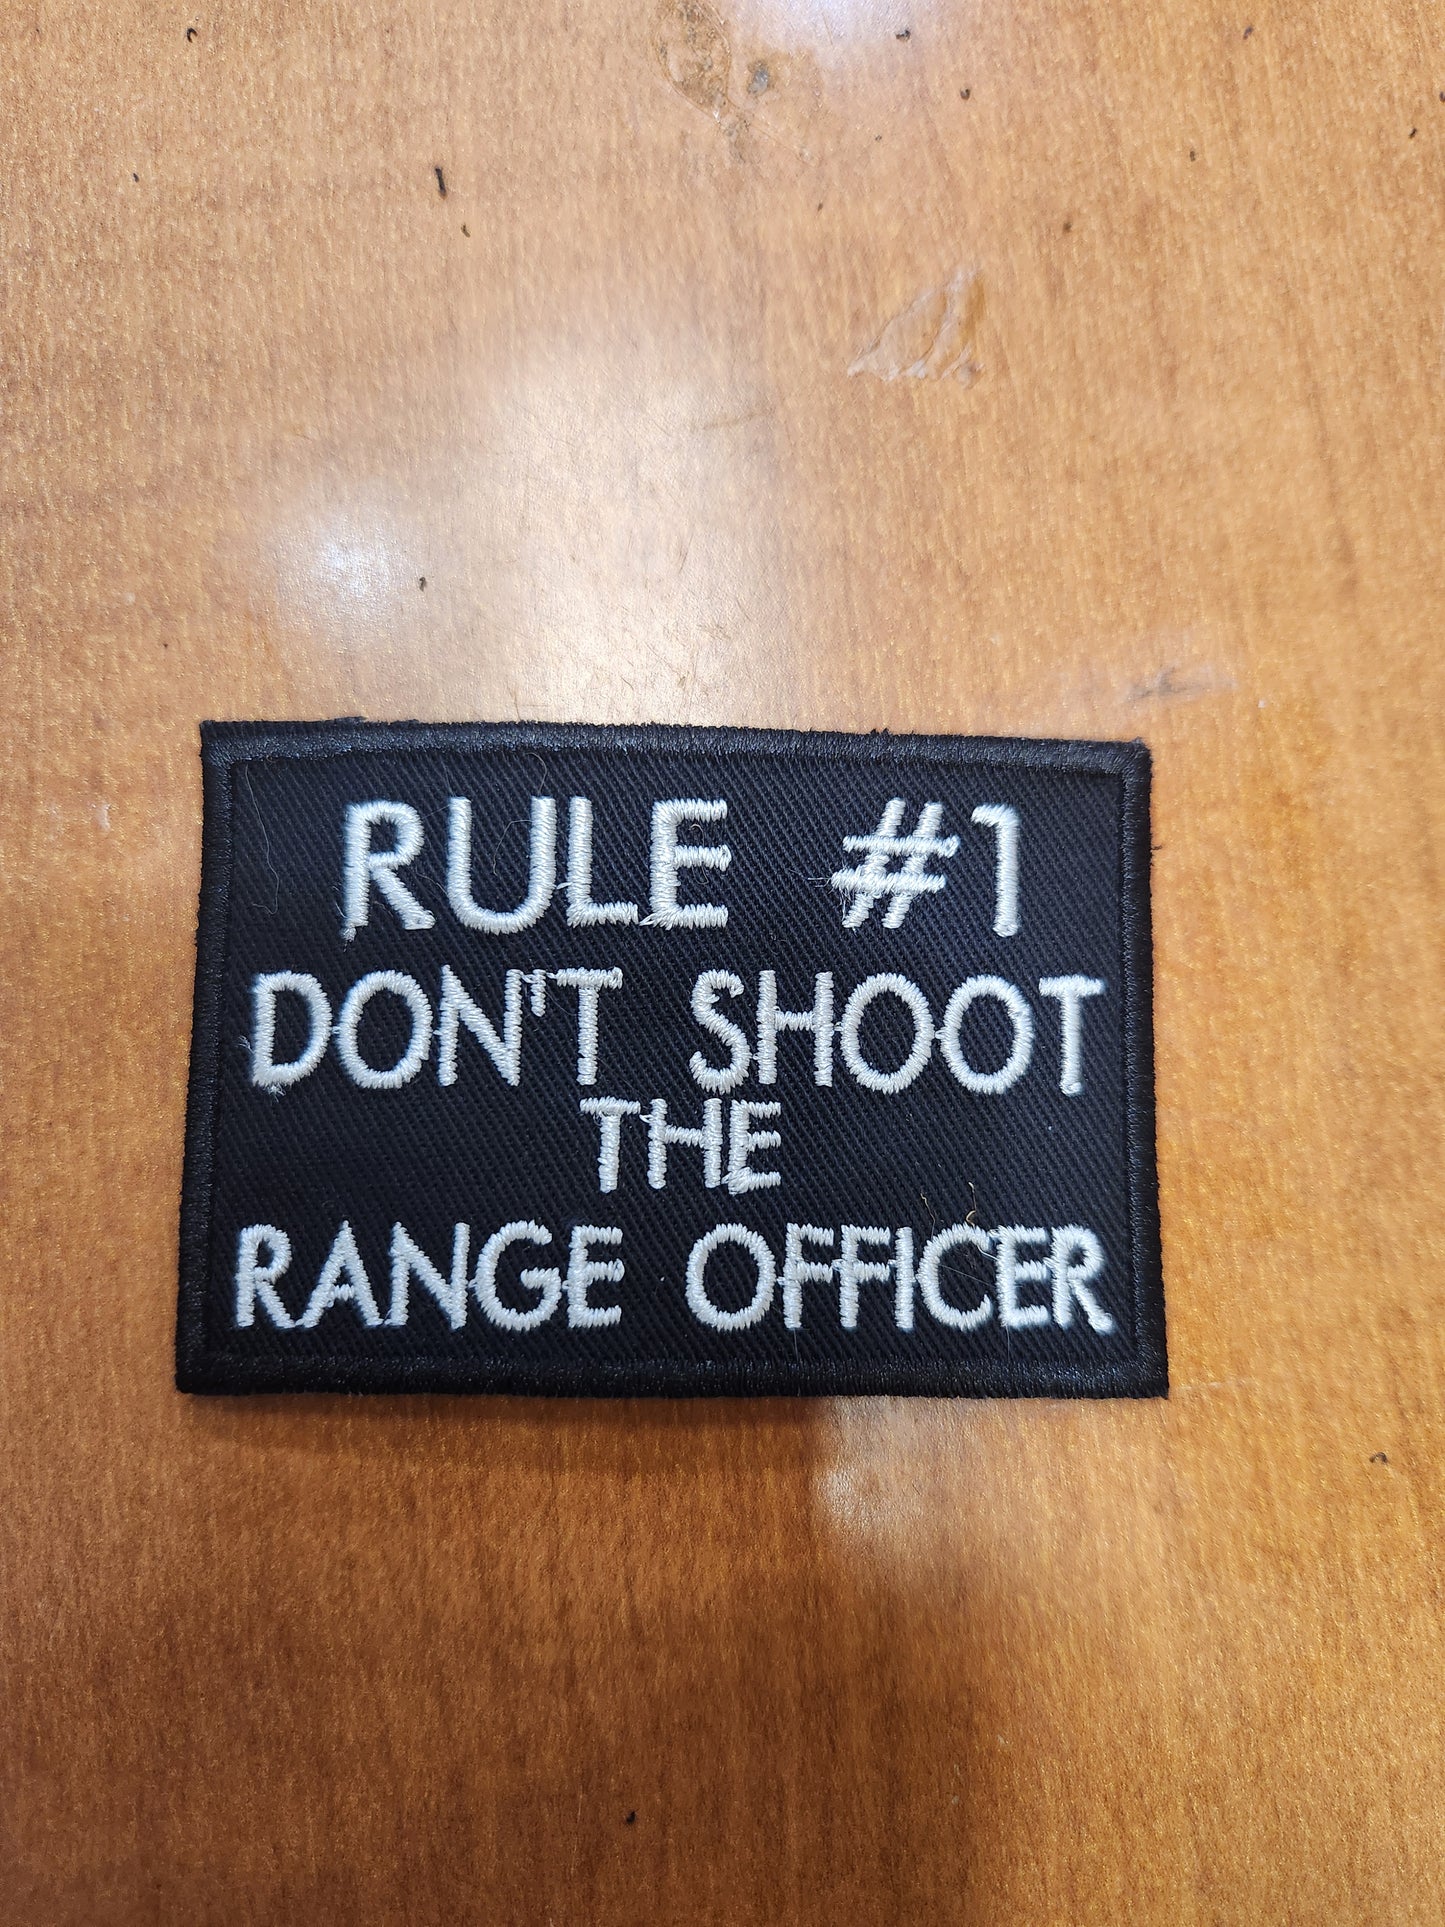 RULE #1
DON'T SHOOT
THE
RANGE OFFICER